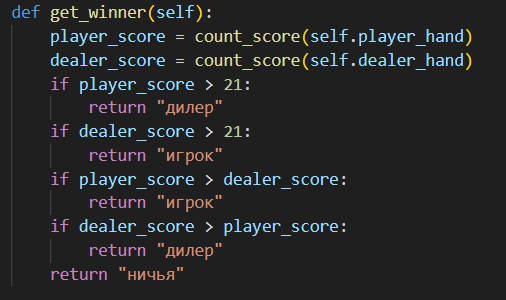 def get_winner(self):
    player_score = count_score(self.player_hand)
    dealer_score = count_score(self.dealer_hand)
    if player_score > 21:
        return "дилер"
    if dealer_score > 21:
        return "игрок"
    if player_score > dealer_score:
        return "игрок"
    if dealer_score > player_score:
        return "дилер"
    return "ничья"